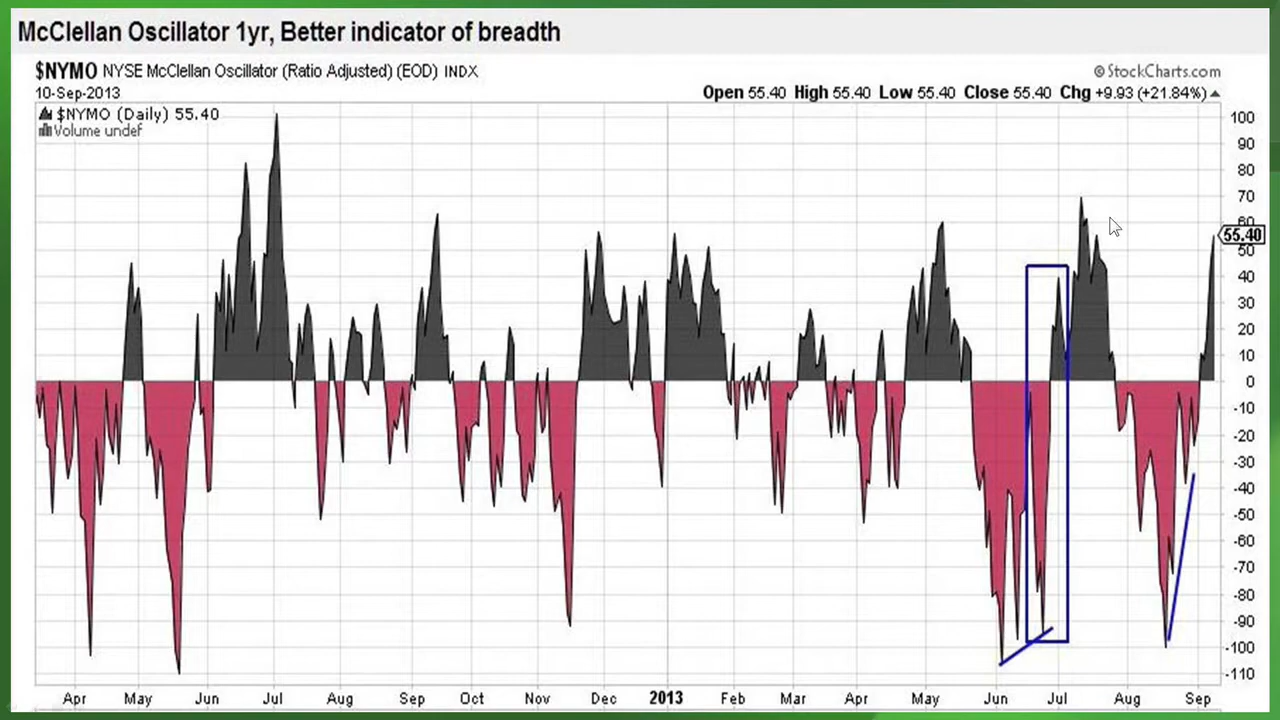 McClellan Oscillator 1yr, Better indicator of breadth
$NYMO NYSE McClellan Oscillator (Ratio Adjusted) (EOD) INDX
© StockCharts.com
10-Sep-2013
Open 55.40 High 55.40 Low 55.40 Close 55.40 Chg +9.93 (+21.84%)
$NYMO (Daily) 55.40
Volume undef
100
90
80
70
60
55.40
50
40
30
20
10
0
-10
-20
-30
-40
-50
-60
-70
-80
-90
-100
-110
Apr May Jun Jul Aug Sep Oct Nov Dec 2013 Feb Mar Apr May Jun Jul Aug Sep